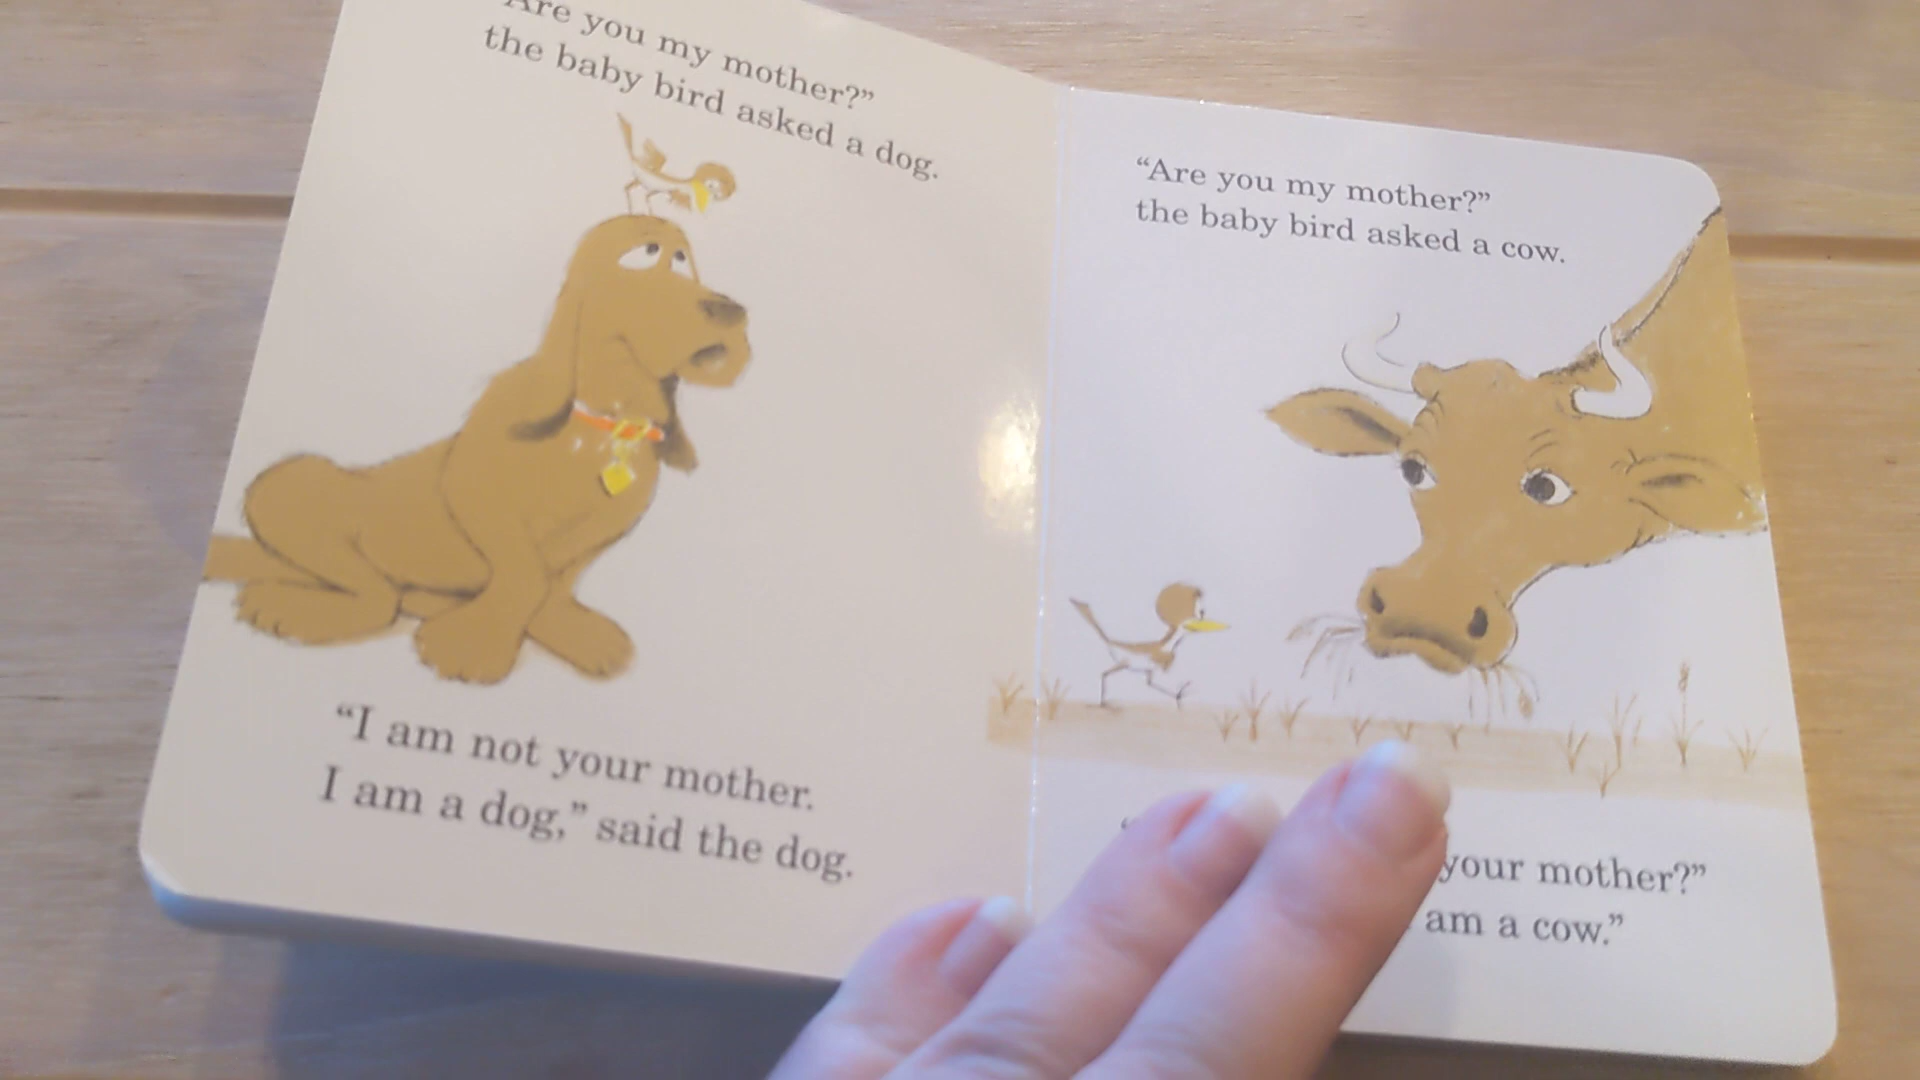 Are you my mother?”
the baby bird asked a dog.
“I am not your mother.
I am a dog,” said the dog.
“Are you my mother?”
the baby bird asked a cow.
“
your mother?”
am a cow.”